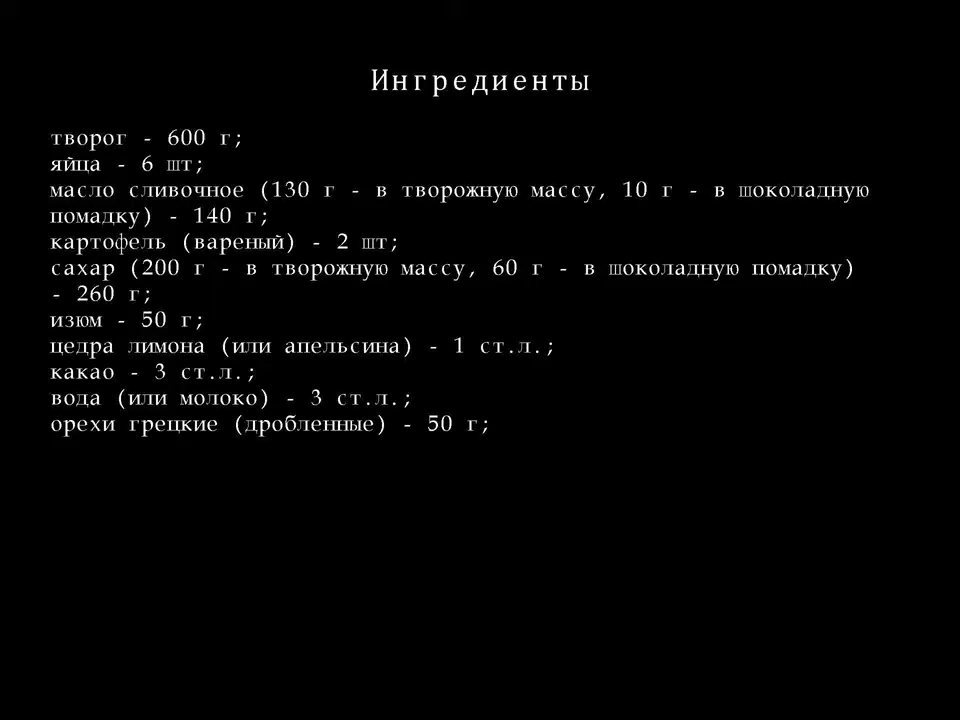 Ингредиенты
творог - 600 г;
яйца - 6 шт;
масло сливочное (130 г - в творожную массу, 10 г - в шоколадную
помадку) - 140 г;
картофель (вареный) - 2 шт;
сахар (200 г - в творожную массу, 60 г - в шоколадную помадку)
- 260 г;
изюм - 50 г;
цедра лимона (или апельсина) - 1 ст.л.;
какао - 3 ст.л.;
вода (или молоко) - 3 ст.л.;
орехи грецкие (дробленные) - 50 г;